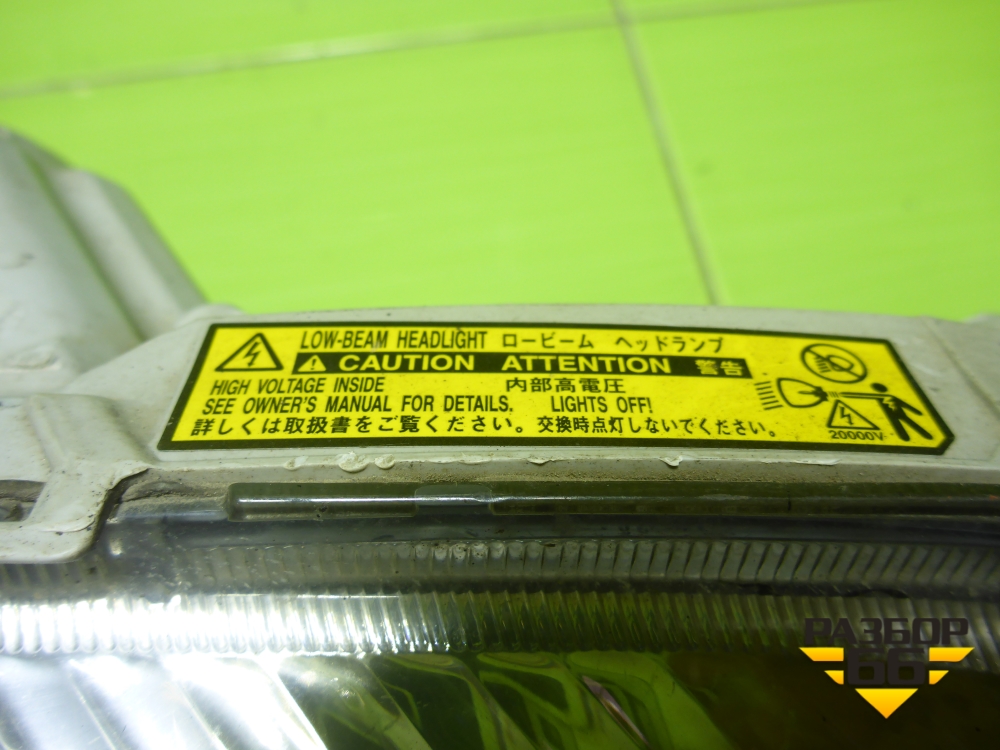 LOW-BEAM HEADLIGHT ロービーム ヘッドランプ
CAUTION ATTENTION 警告
HIGH VOLTAGE INSIDE 内部高電圧
SEE OWNER'S MANUAL FOR DETAILS. LIGHTS OFF!
詳しくは取扱書をご覧ください。交換時点灯しないでください。
20000V
РАЗБОР
66